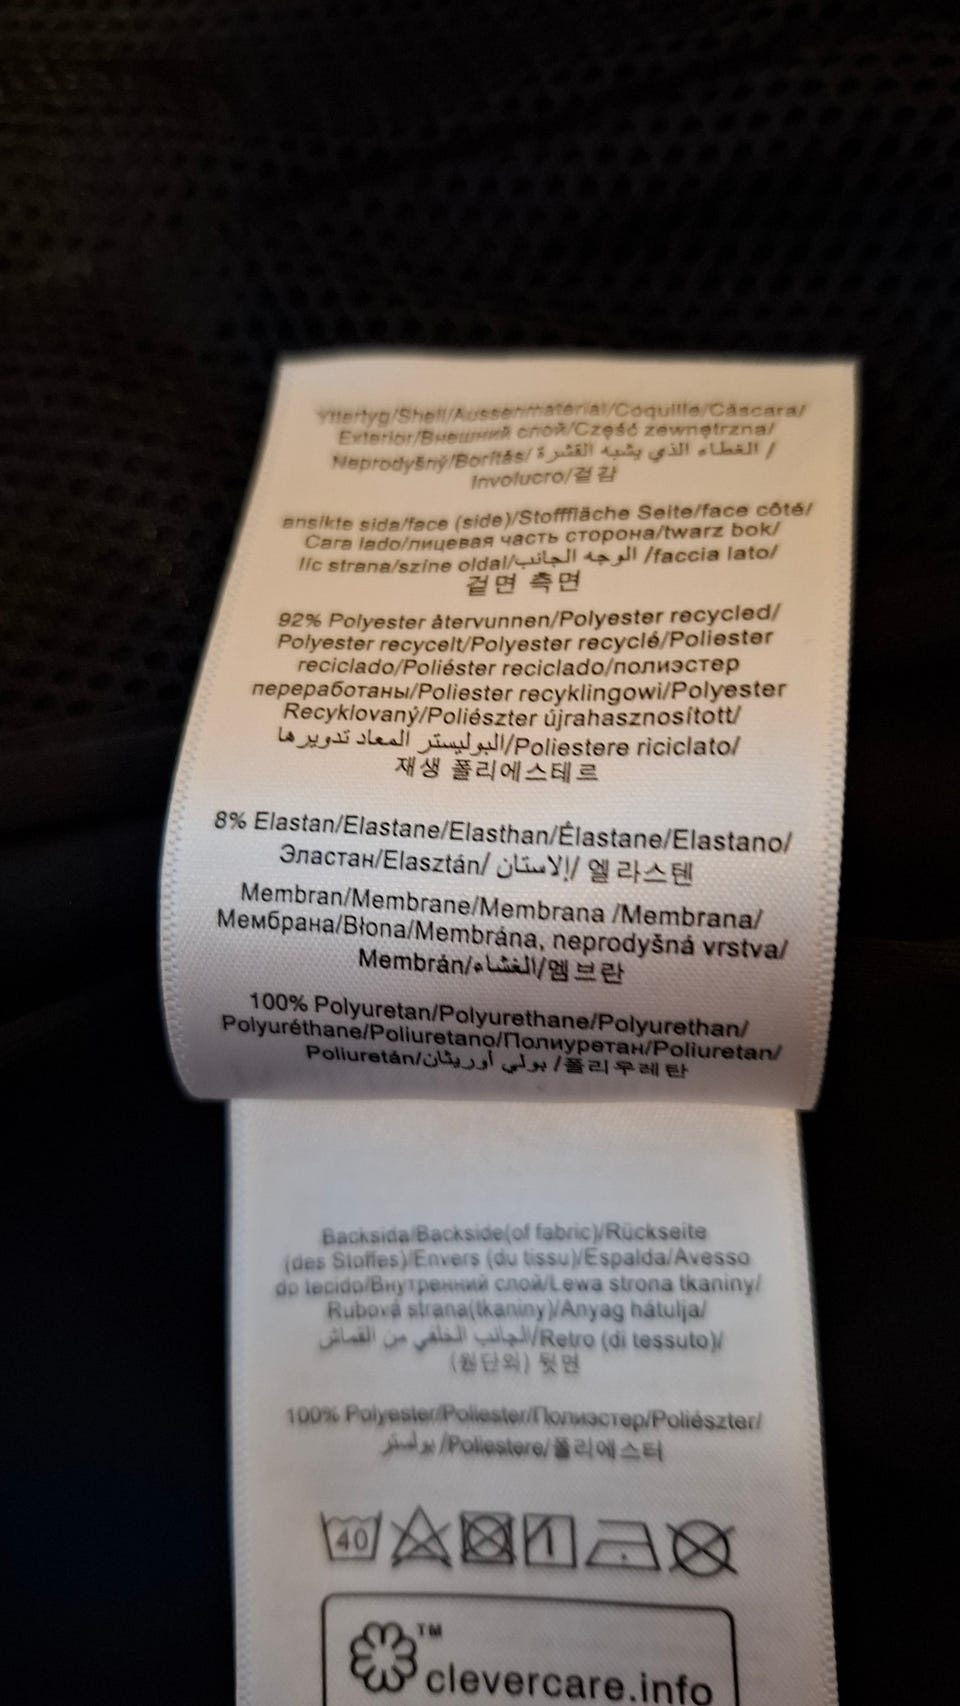 Yttertyg/Shell/Aussenmaterial/Coquille/Cáscara/
Exterior/Внешний слой/Część zewnętrzna/
Neprodyšný/Borítás/ الغطاء الذي يشبه القشرة /
Involucro/겉감
ansikte sida/face (side)/Stofffläche Seite/face côté/
Cara lado/лицевая часть сторона/twarz bok/
líc strana/színe oldal/الوجه الجانب /faccia lato/
겉면 측면
92% Polyester återvunnen/Polyester recycled/
Polyester recycelt/Polyester recyclé/Poliester
reciclado/Poliéster reciclado/полиэстер
переработаны/Poliester recyklingowi/Polyester
Recyklovaný/Poliészter újrahasznosított/
البوليستر المعاد تدويرها/Poliestere riciclato/
재생 폴리에스테르
8% Elastan/Elastane/Elasthan/Élastane/Elastano/
Эластан/Elasztán/ إلاستان/ 엘라스텐
Membran/Membrane/Membrana /Membrana/
Мембрана/Błona/Membrána, neprodyšná vrstva/
Membrán/الغشاء/멤브란
100% Polyuretan/Polyurethane/Polyurethan/
Polyuréthane/Poliuretano/Полиуретан/Poliuretan/
Poliuretán/بولي أوريثان /폴리우레탄
Backsida/Backside(of fabric)/Rückseite
(des Stoffes)/Envers (du tissu)/Espalda/Avesso
do tecido/Внутренний слой/Lewa strona tkaniny/
Rubová strana(tkaniny)/Anyag hátulja/
الجانب الخلفي من القماش/Retro (di tessuto)/
(원단의) 뒷면
100% Polyester/Poliester/Полиэстер/Poliészter/
بولستر /Poliestere/폴리에스터
40
™
clevercare.info